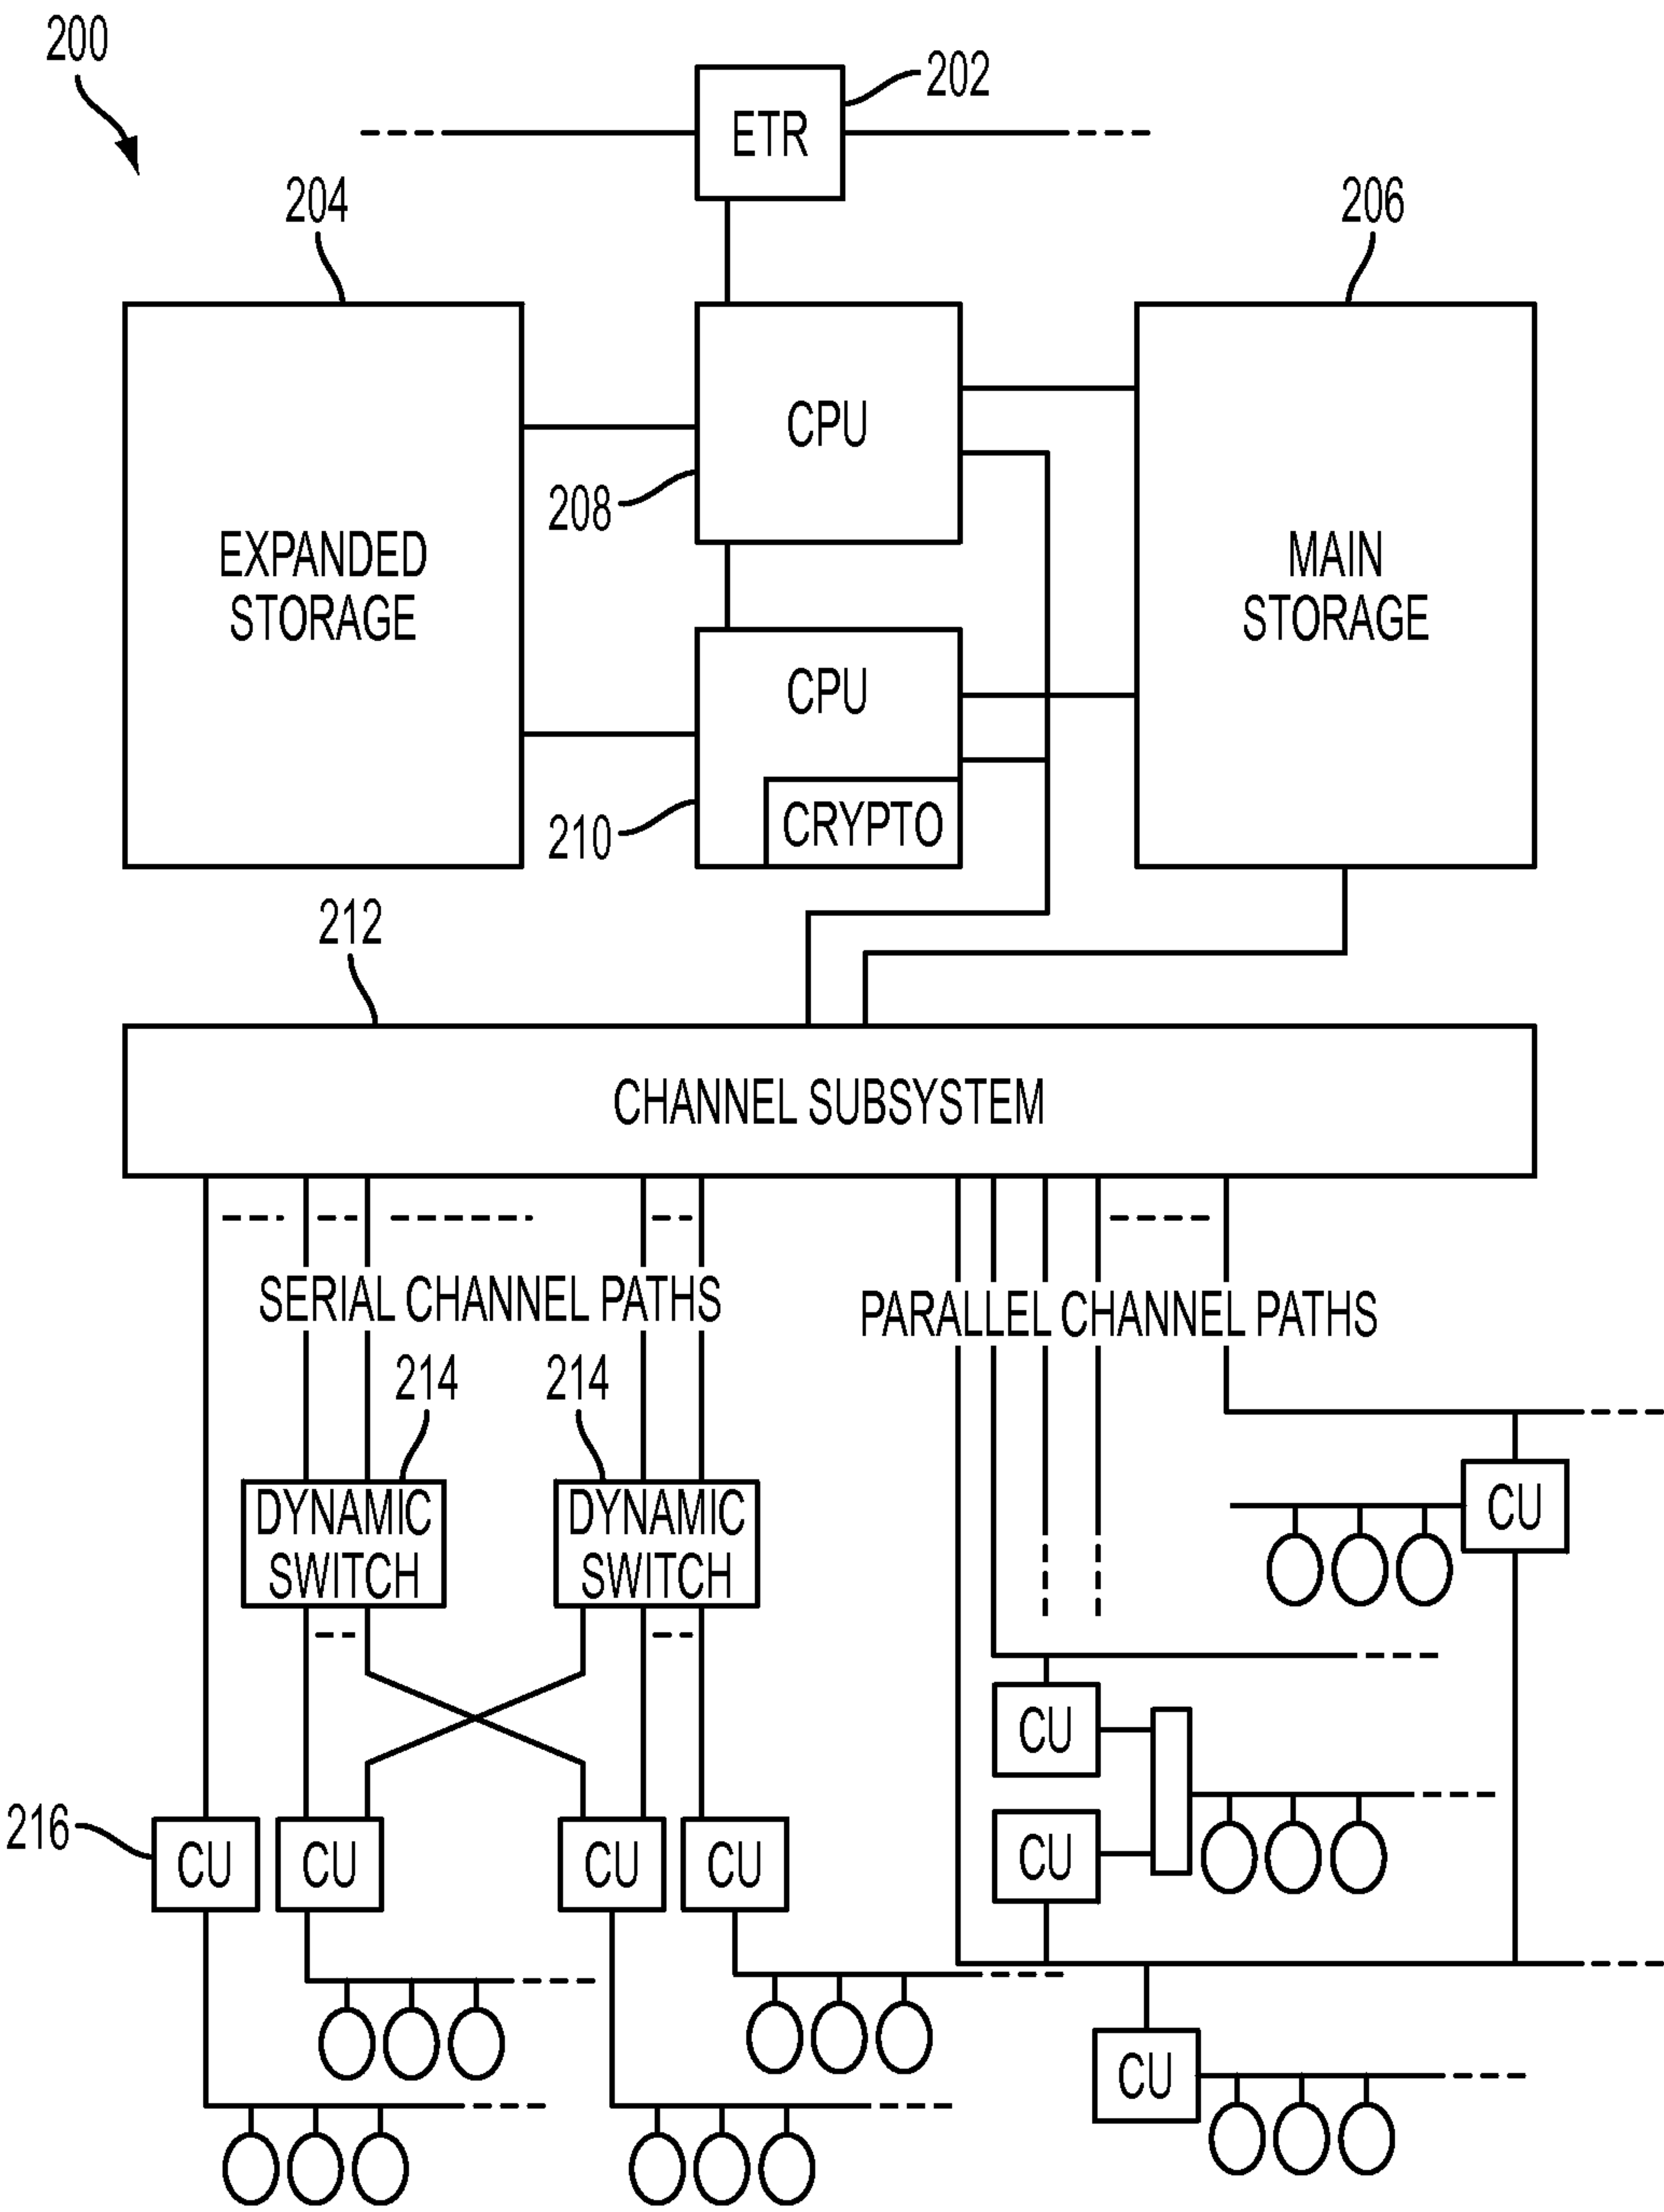 200
202
ETR
204
206
CPU
208
EXPANDED
STORAGE
MAIN
STORAGE
CPU
210
CRYPTO
212
CHANNEL SUBSYSTEM
SERIAL CHANNEL PATHS
PARALLEL CHANNEL PATHS
214
214
DYNAMIC
SWITCH
DYNAMIC
SWITCH
CU
CU
216
CU
CU
CU
CU
CU
CU